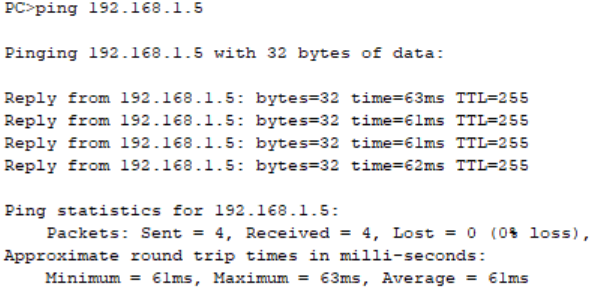 PC>ping 192.168.1.5
Pinging 192.168.1.5 with 32 bytes of data:
Reply from 192.168.1.5: bytes=32 time=63ms TTL=255
Reply from 192.168.1.5: bytes=32 time=61ms TTL=255
Reply from 192.168.1.5: bytes=32 time=61ms TTL=255
Reply from 192.168.1.5: bytes=32 time=62ms TTL=255
Ping statistics for 192.168.1.5:
Packets: Sent = 4, Received = 4, Lost = 0 (0% loss),
Approximate round trip times in milli-seconds:
Minimum = 61ms, Maximum = 63ms, Average = 61ms